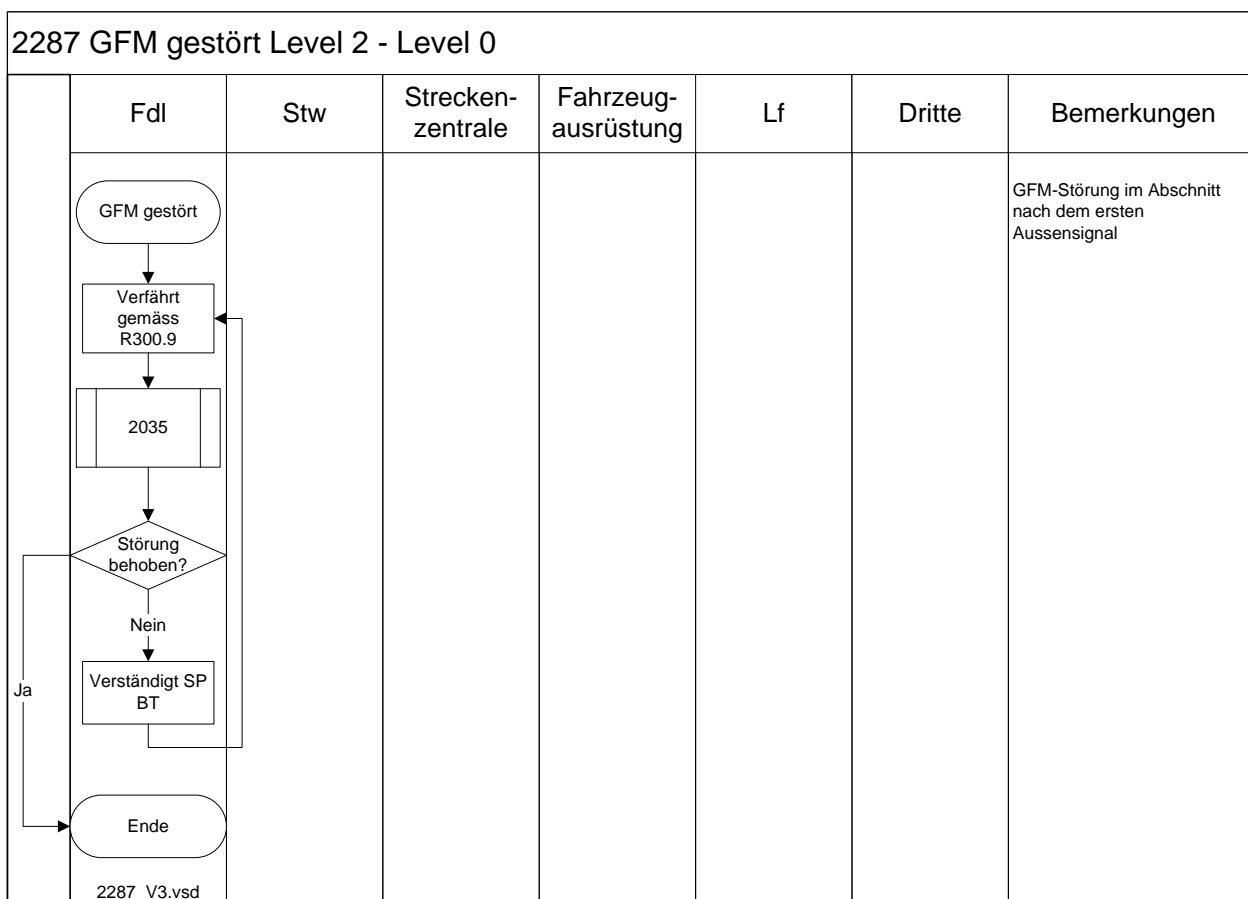 2287 GFM gestört Level 2 - Level 0
Fdl
Stw
Strecken-
zentrale
Fahrzeug-
ausrüstung
Lf
Dritte
Bemerkungen
GFM gestört
GFM-Störung im Abschnitt
nach dem ersten
Aussensignal
Verfährt
gemäss
R300.9
2035
Störung
behoben?
Nein
Verständigt SP
BT
Ja
Ende
2287_V3.vsd